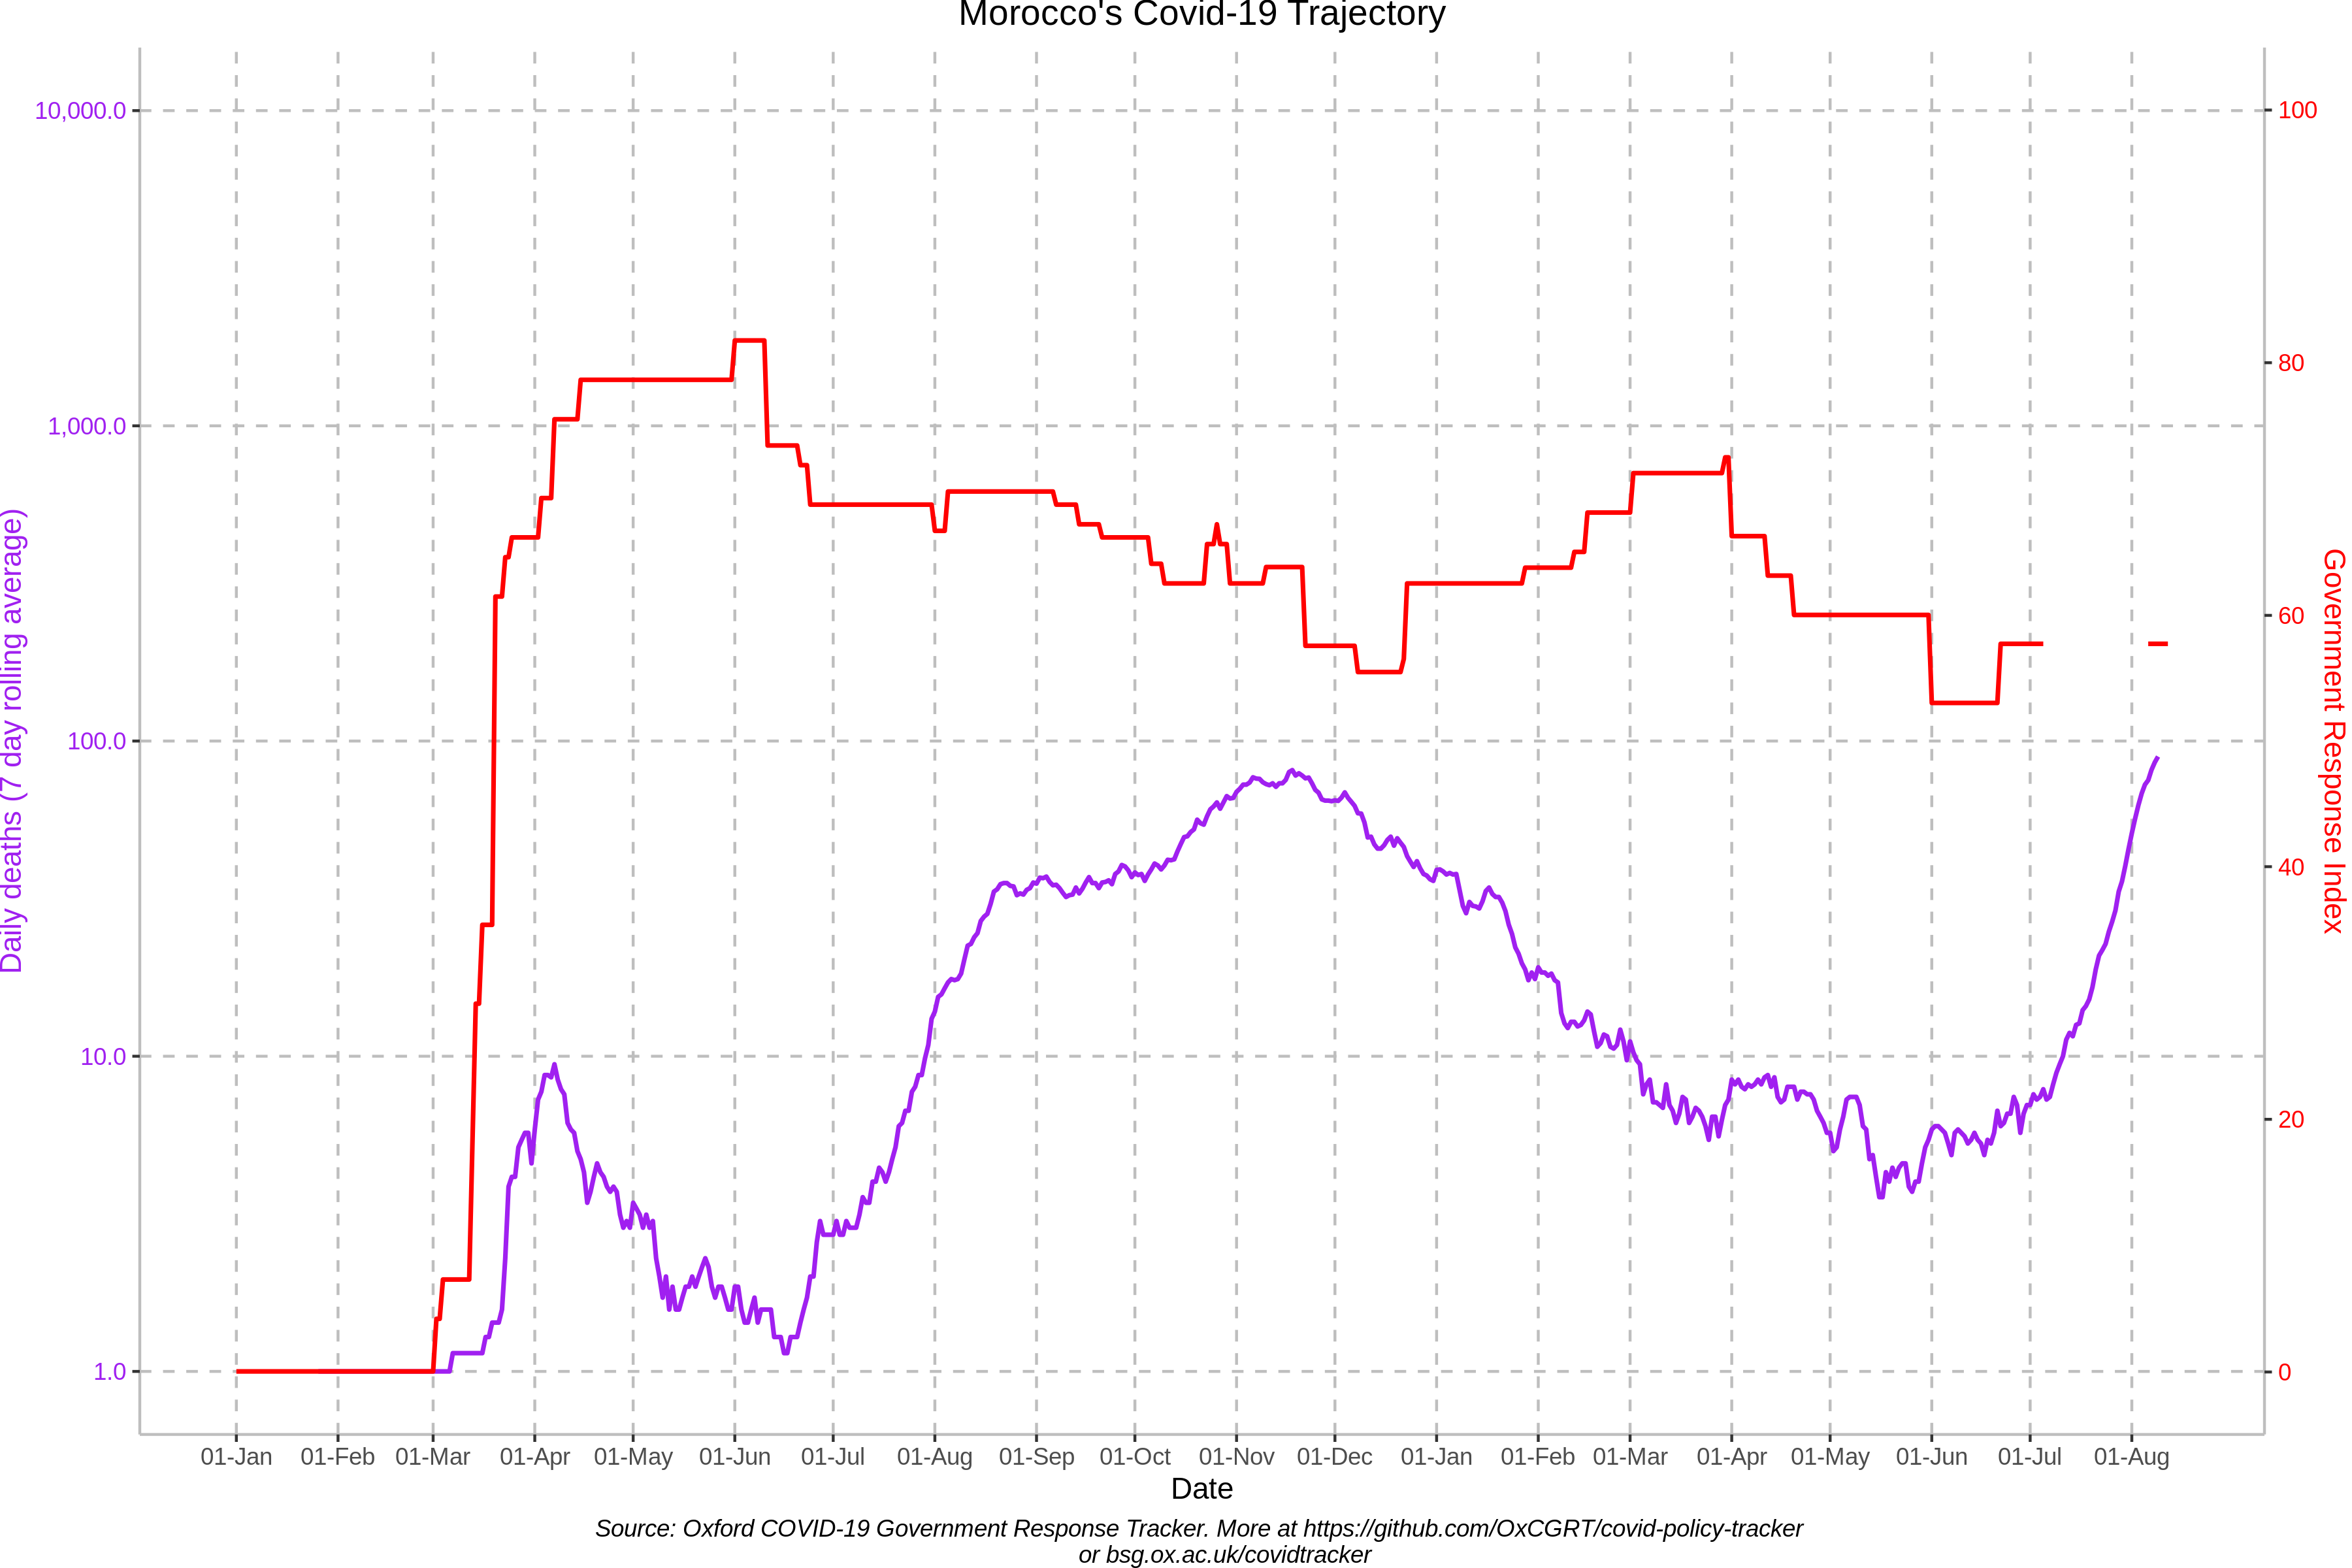 Morocco's Covid-19 Trajectory
10,000.0
1,000.0
100.0
10.0
1.0
Daily deaths (7 day rolling average)
100
80
60
40
20
0
Government Response Index
01-Jan 01-Feb 01-Mar 01-Apr 01-May 01-Jun 01-Jul 01-Aug 01-Sep 01-Oct 01-Nov 01-Dec 01-Jan 01-Feb 01-Mar 01-Apr 01-May 01-Jun 01-Jul 01-Aug
Date
Source: Oxford COVID-19 Government Response Tracker. More at https://github.com/OxCGRT/covid-policy-tracker
or bsg.ox.ac.uk/covidtracker